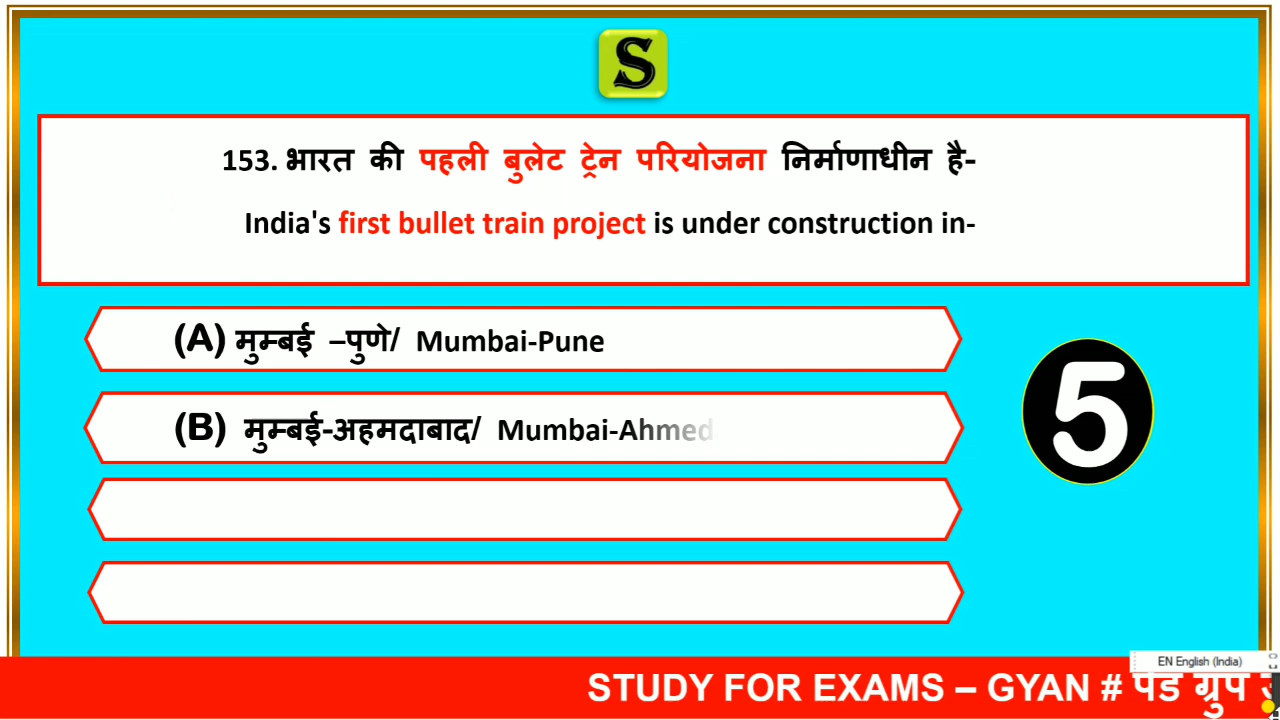 S
153. भारत की पहली बुलेट ट्रेन परियोजना निर्माणाधीन है-
India's first bullet train project is under construction in-
(A) मुम्बई –पुणे/ Mumbai-Pune
(B) मुम्बई-अहमदाबाद/ Mumbai-Ahmed
5
EN English (India)
STUDY FOR EXAMS – GYAN # पेड ग्रुप